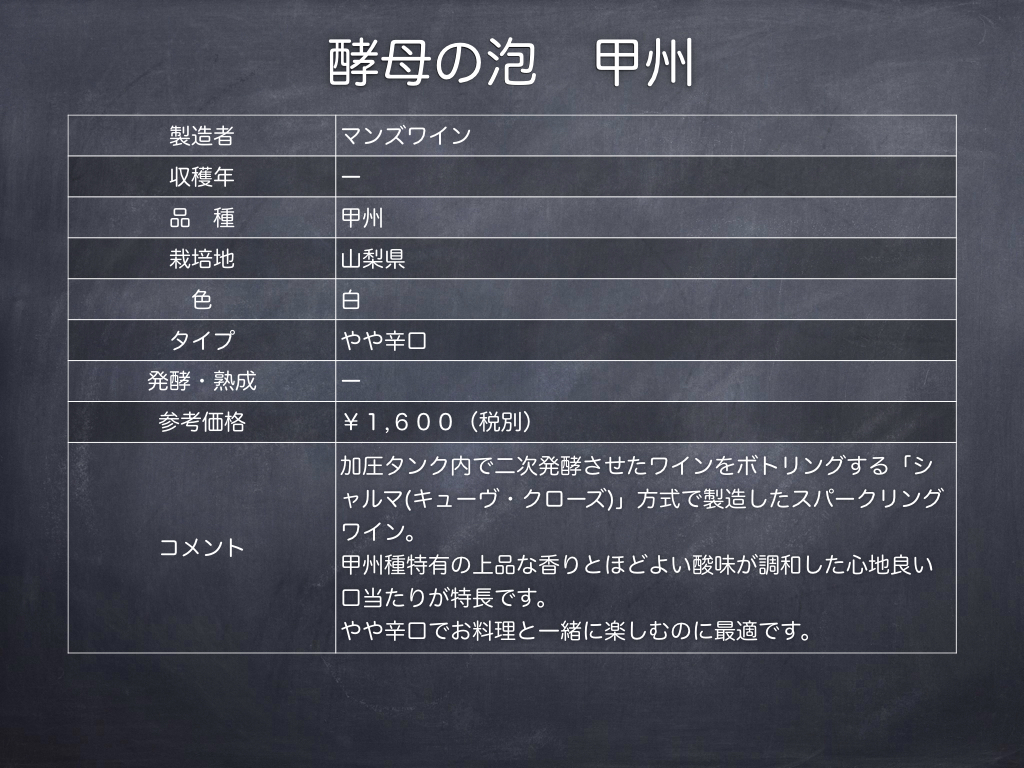 酵母の泡　甲州
製造者 マンズワイン
収穫年 ー
品　種 甲州
栽培地 山梨県
色 白
タイプ やや辛口
発酵・熟成 ー
参考価格 ￥１,６００（税別）
コメント
加圧タンク内で二次発酵させたワインをボトリングする「シ
ャルマ(キューヴ・クローズ)」方式で製造したスパークリング
ワイン。
甲州種特有の上品な香りとほどよい酸味が調和した心地良い
口当たりが特長です。
やや辛口でお料理と一緒に楽しむのに最適です。